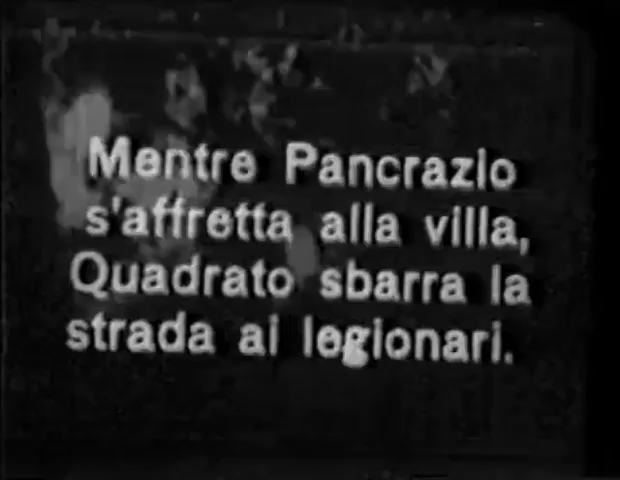 Mentre Pancrazio
s'affretta alla villa,
Quadrato sbarra la
strada ai legionari.